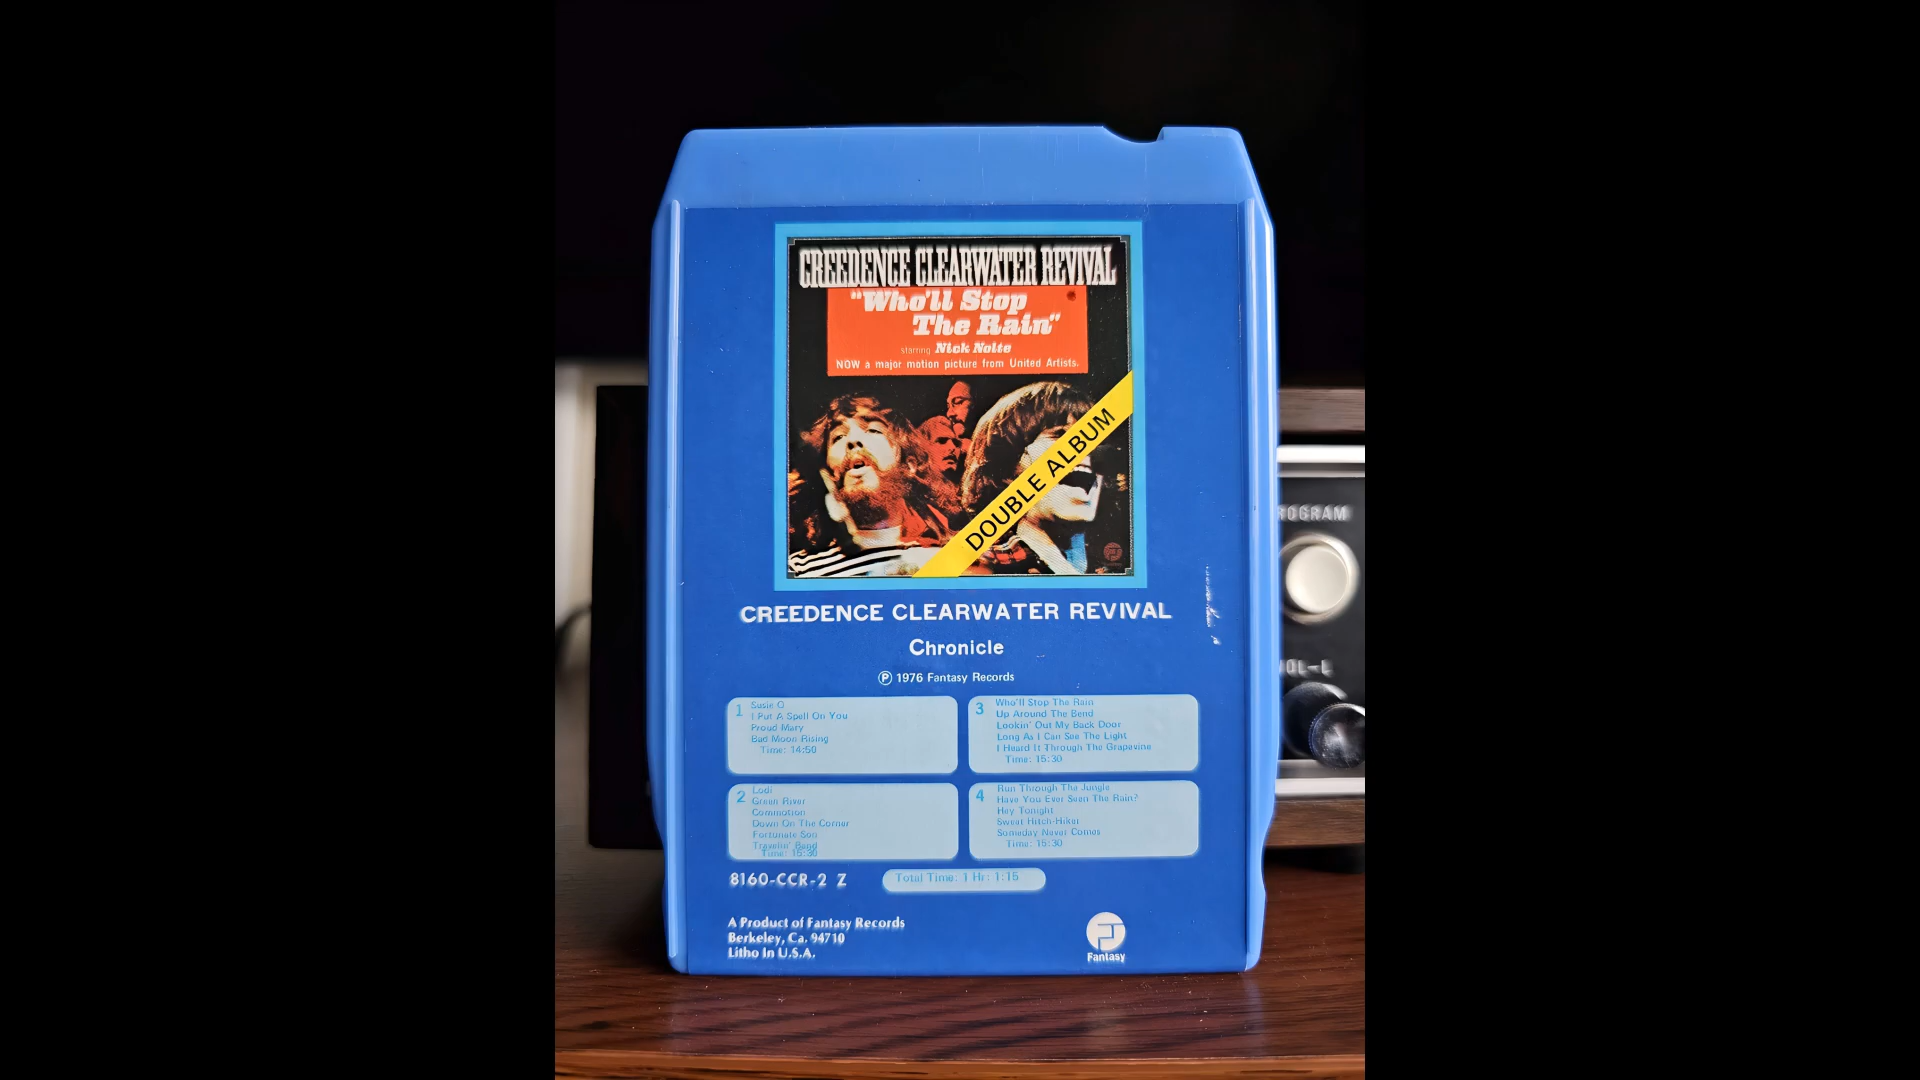 CREEDENCE CLEARWATER REVIVAL
"Who'll Stop
The Rain"
starring Nick Nolte
NOW a major motion picture from United Artists.
DOUBLE ALBUM
CREEDENCE CLEARWATER REVIVAL
Chronicle
Ⓟ 1976 Fantasy Records
1
Susie Q
I Put A Spell On You
Proud Mary
Bad Moon Rising
Time: 14:50
2
Lodi
Green River
Commotion
Down On The Corner
Fortunate Son
Travelin' Band
Time: 15:30
3
Who'll Stop The Rain
Up Around The Bend
Lookin' Out My Back Door
Long As I Can See The Light
I Heard It Through The Grapevine
Time: 15:30
4
Run Through The Jungle
Have You Ever Seen The Rain?
Hey Tonight
Sweet Hitch-Hiker
Someday Never Comes
Time: 15:30
8160-CCR-2 Z
Total Time: 1 Hr: 1:15
A Product of Fantasy Records
Berkeley, Ca. 94710
Litho In U.S.A.
Fantasy
ROGRAM
OL-L